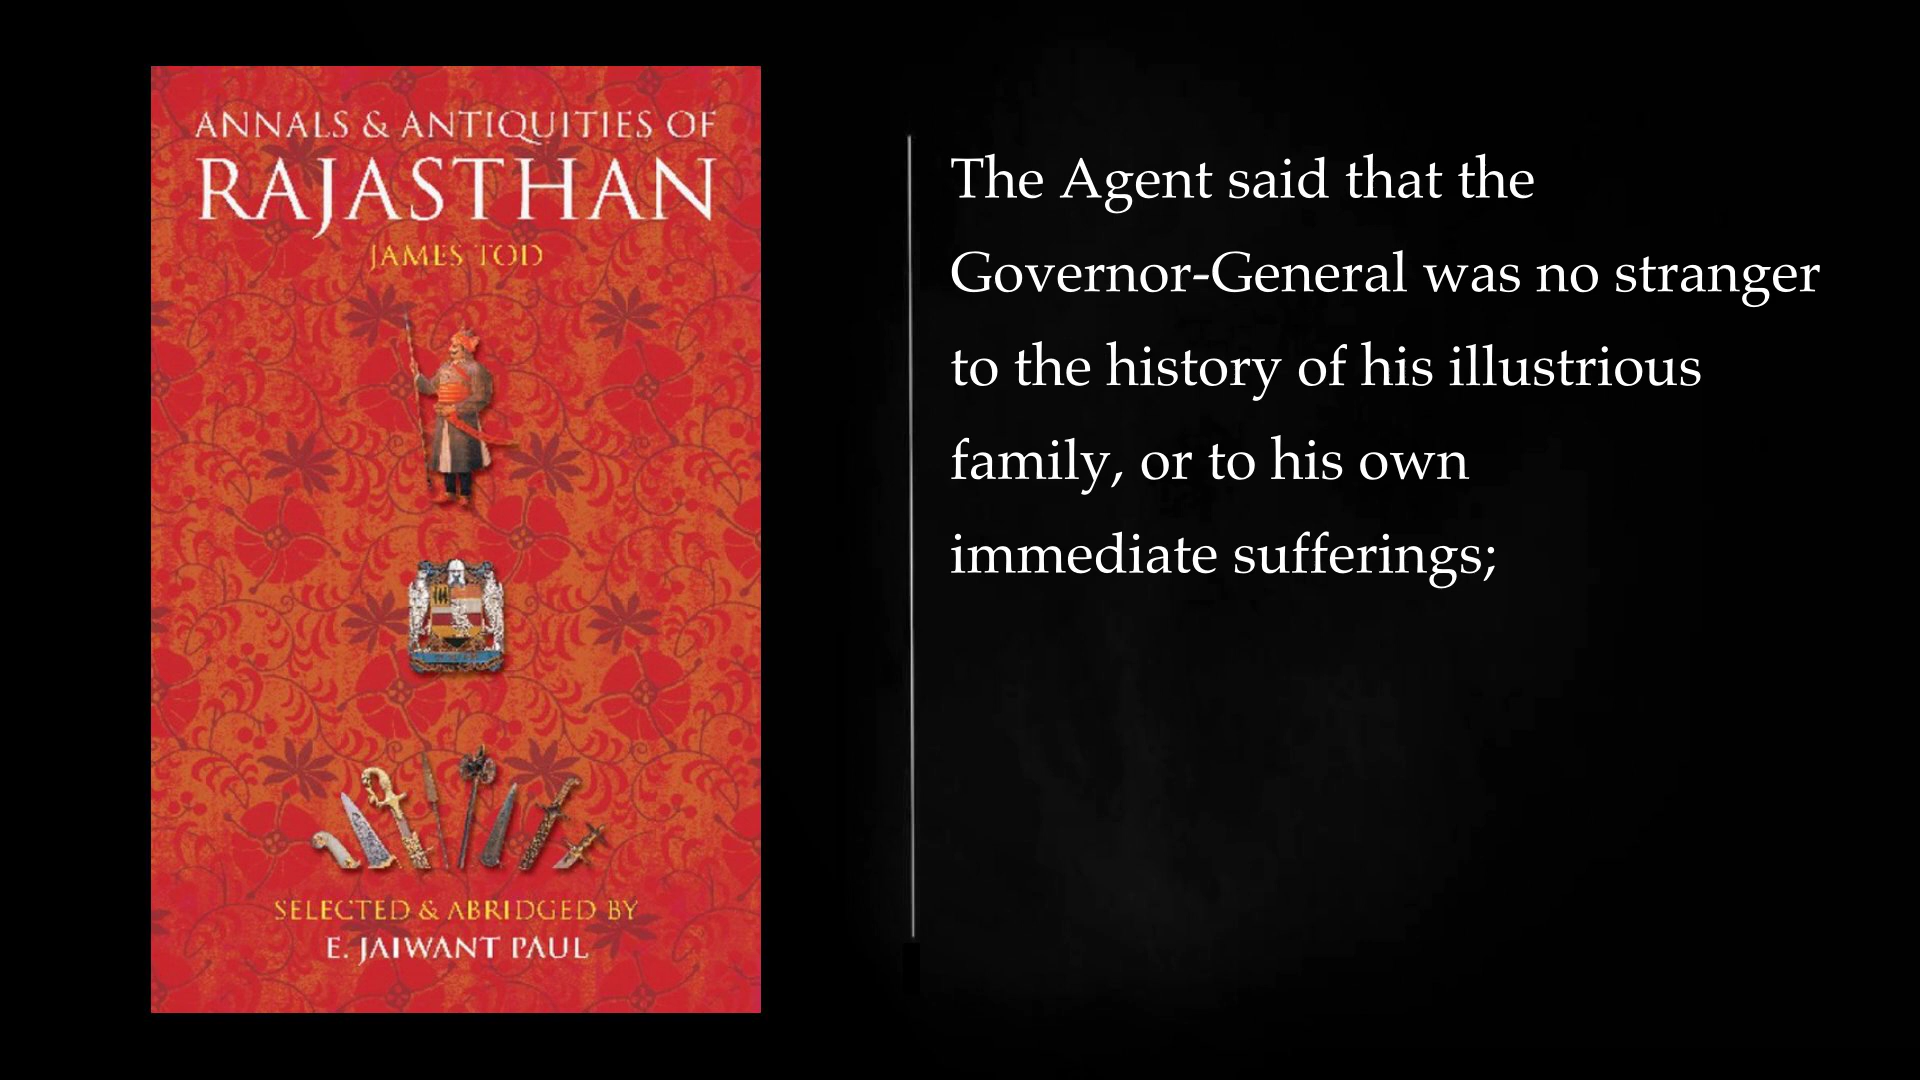 ANNALS & ANTIQUITIES OF
RAJASTHAN
JAMES TOD
SELECTED & ABRIDGED BY
E. JAIWANT PAUL
The Agent said that the
Governor-General was no stranger
to the history of his illustrious
family, or to his own
immediate sufferings;